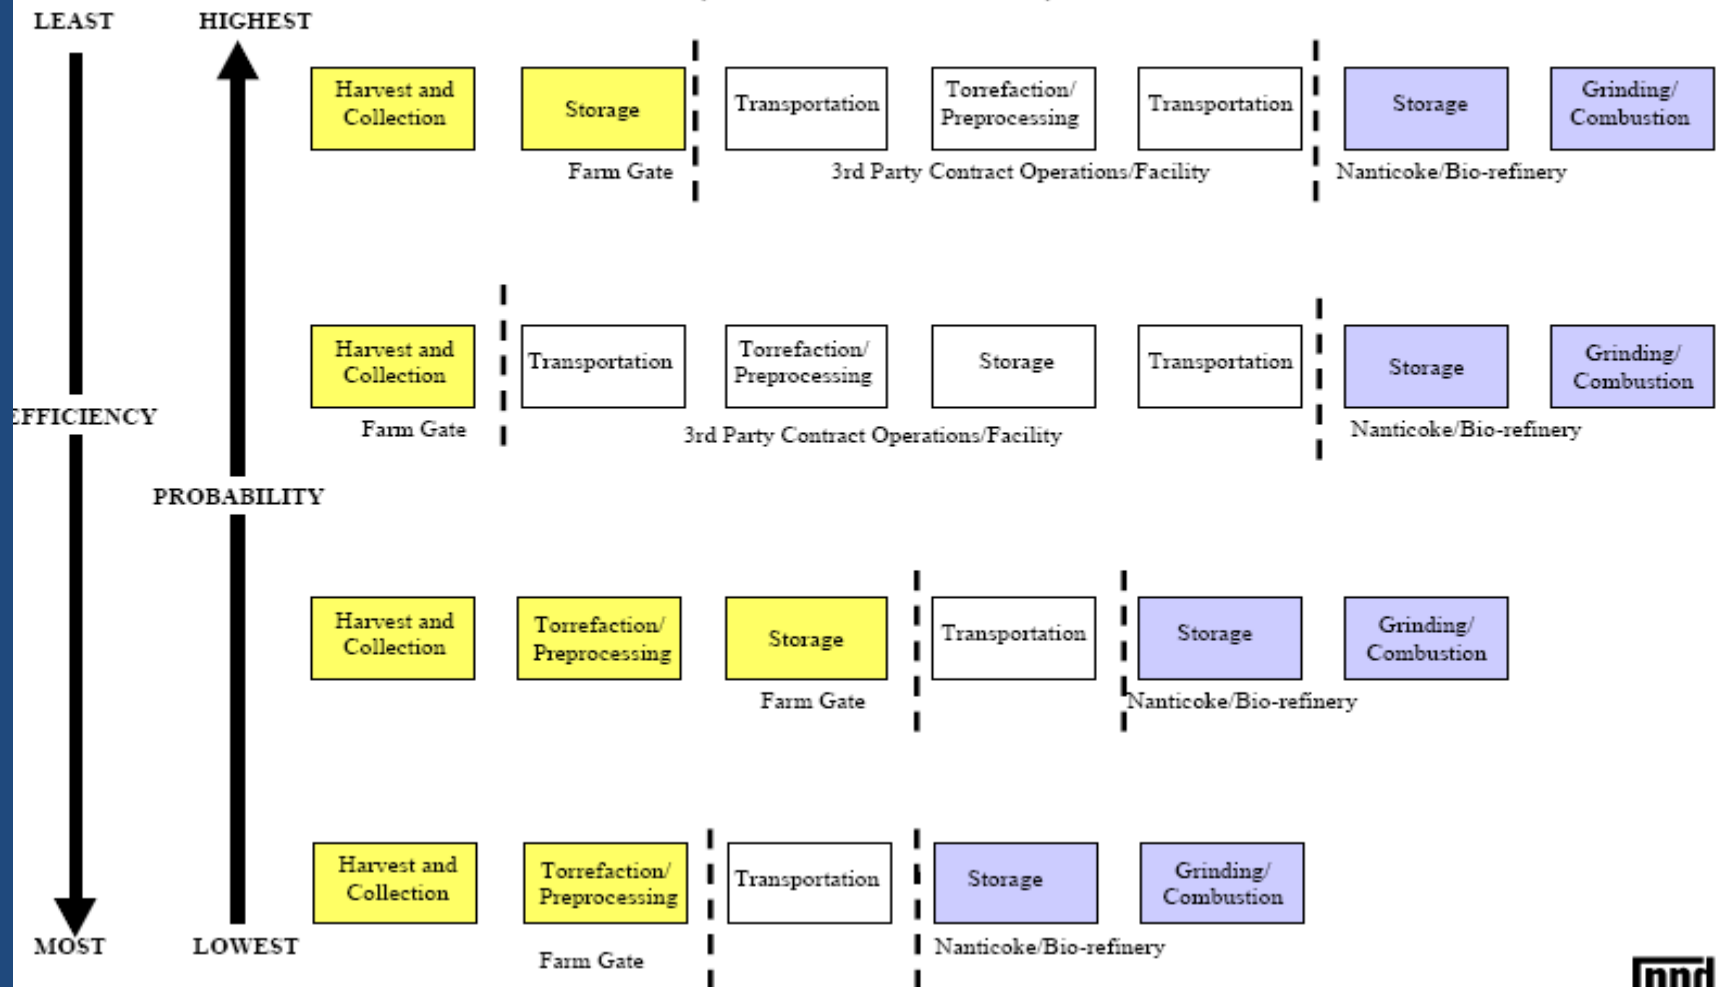 LEAST
HIGHEST
Harvest and
Collection
Storage
Transportation
Torrefaction/
Preprocessing
Transportation
Storage
Grinding/
Combustion
Farm Gate
3rd Party Contract Operations/Facility
Nanticoke/Bio-refinery
Harvest and
Collection
Transportation
Torrefaction/
Preprocessing
Storage
Transportation
Storage
Grinding/
Combustion
EFFICIENCY
Farm Gate
3rd Party Contract Operations/Facility
Nanticoke/Bio-refinery
PROBABILITY
Harvest and
Collection
Torrefaction/
Preprocessing
Storage
Transportation
Storage
Grinding/
Combustion
Farm Gate
Nanticoke/Bio-refinery
Harvest and
Collection
Torrefaction/
Preprocessing
Transportation
Storage
Grinding/
Combustion
MOST
LOWEST
Farm Gate
Nanticoke/Bio-refinery